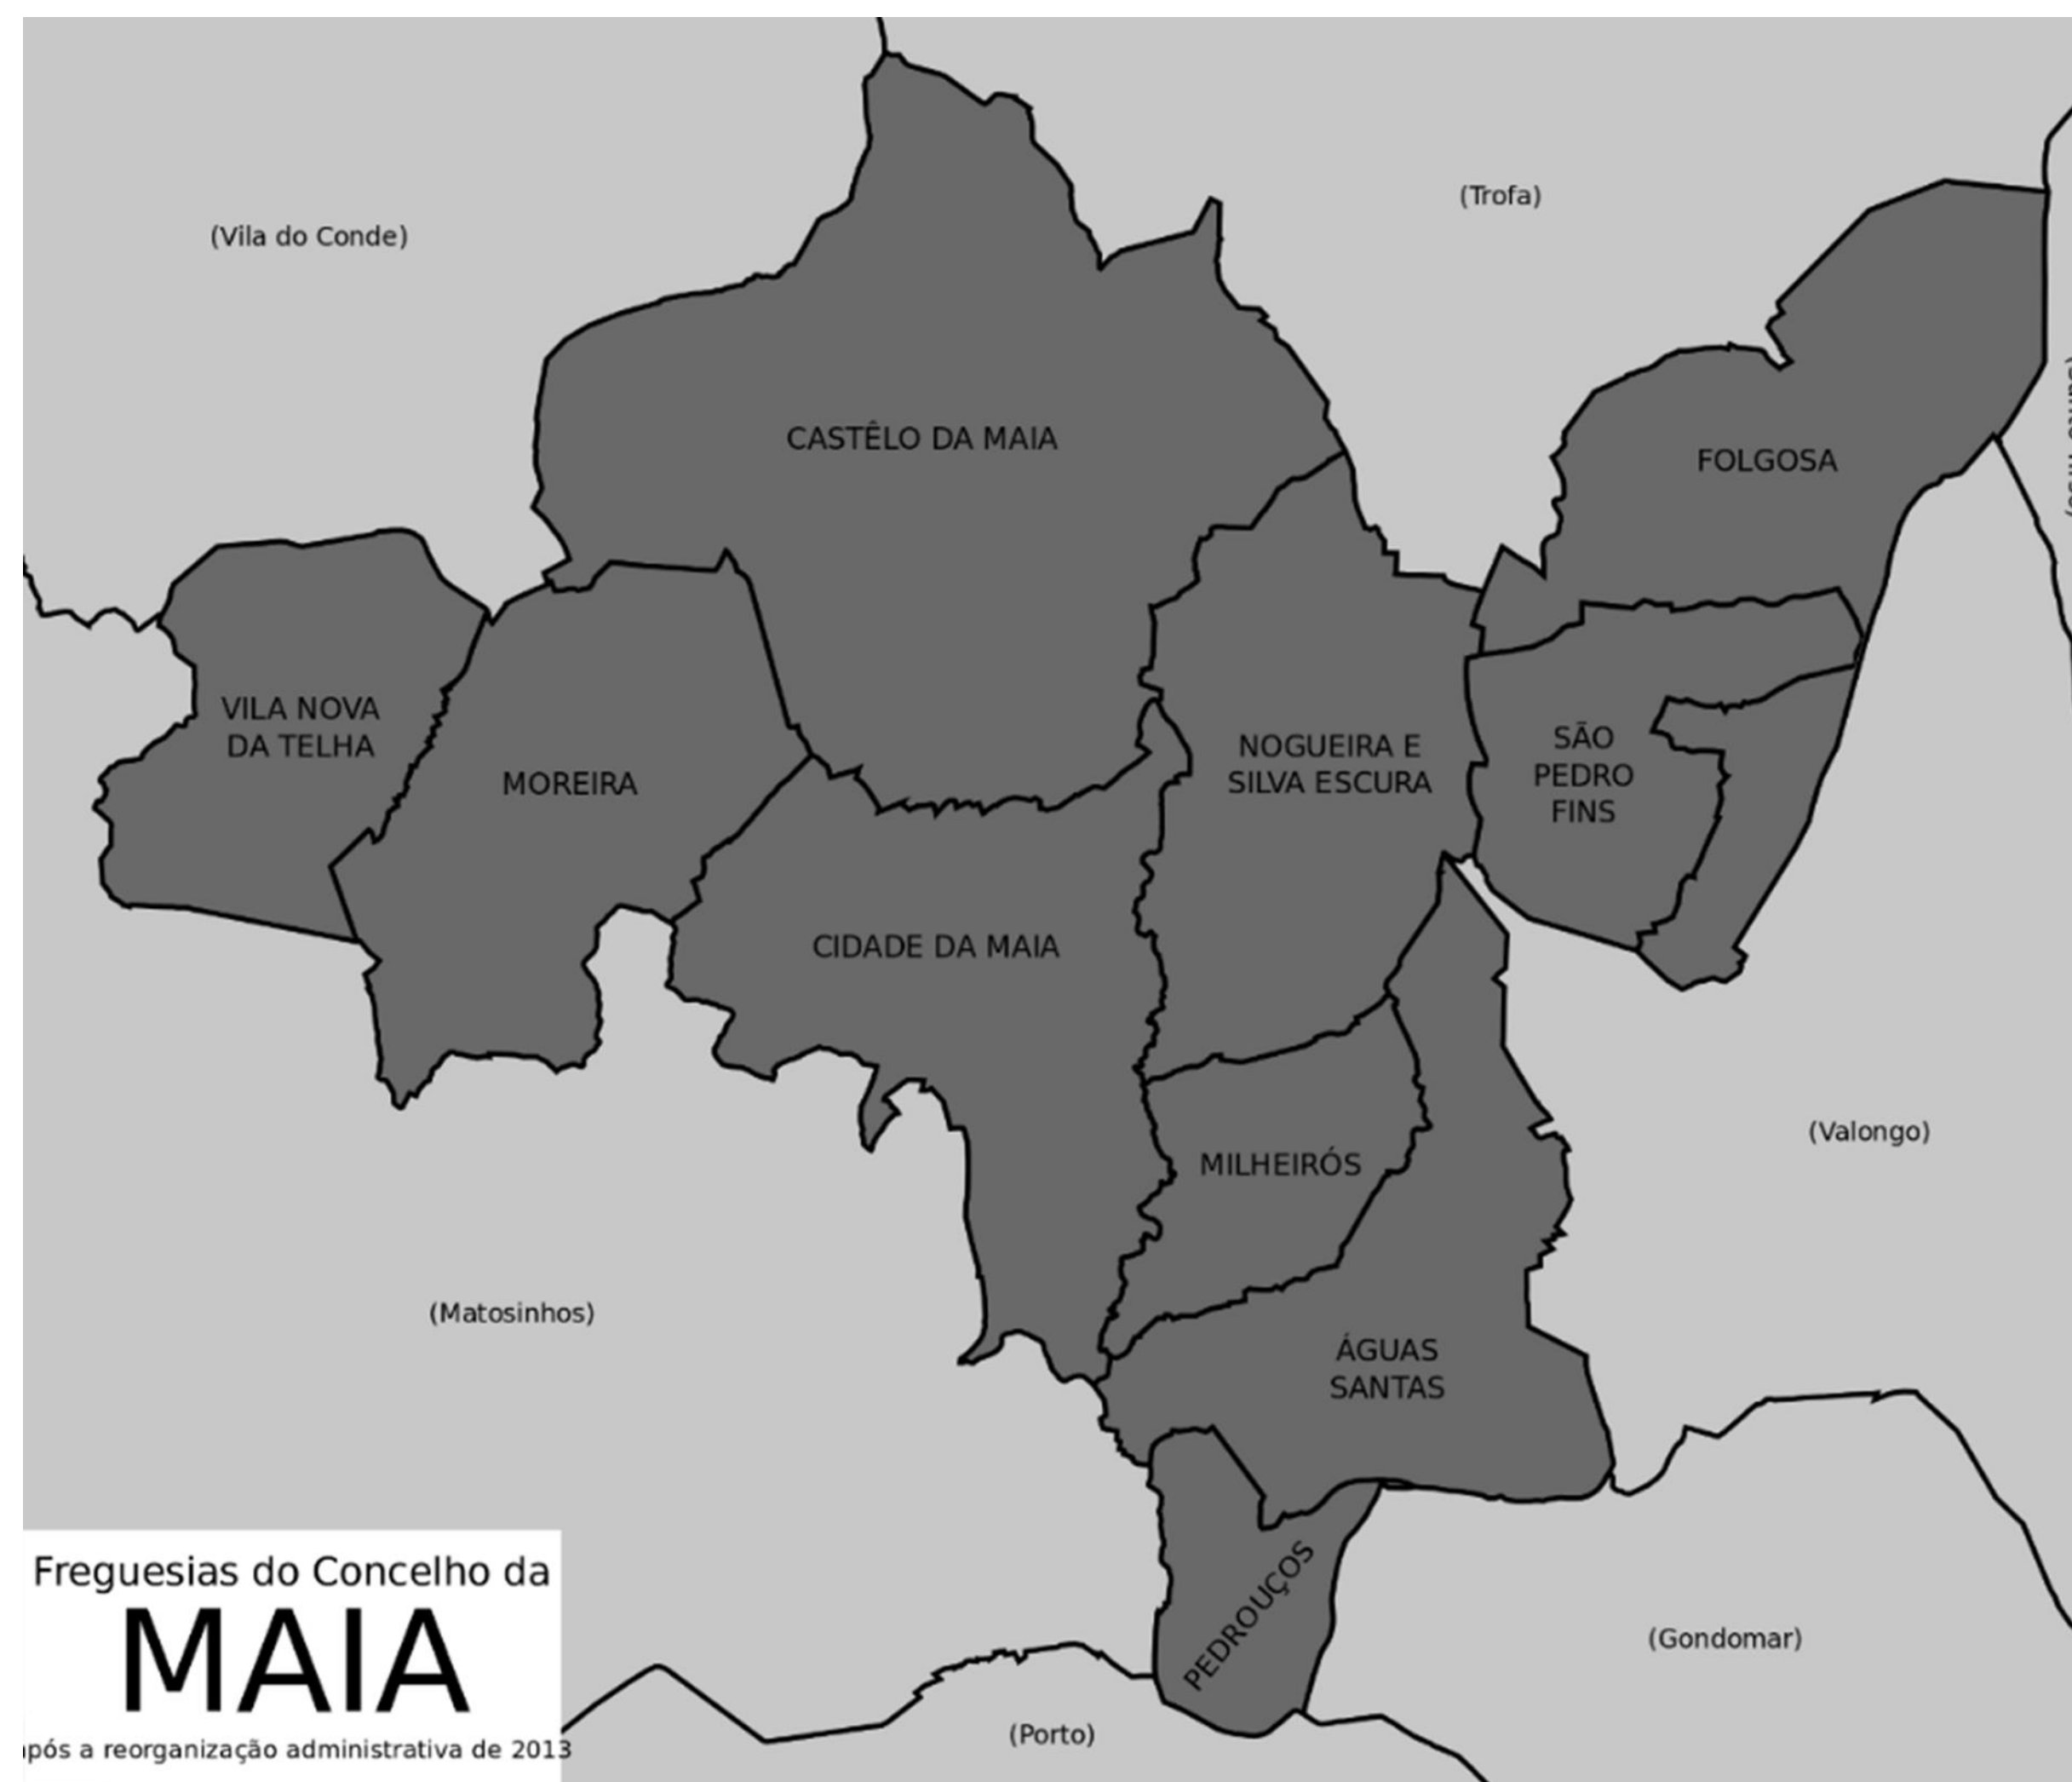 (Trofa)
(Vila do Conde)
CASTÊLO DA MAIA
FOLGOSA
VILA NOVA
DA TELHA
MOREIRA
NOGUEIRA E
SILVA ESCURA
SÃO
PEDRO
FINS
CIDADE DA MAIA
(Valongo)
MILHEIRÓS
(Matosinhos)
ÁGUAS
SANTAS
PEDROUÇOS
(Gondomar)
(Porto)
Freguesias do Concelho da
MAIA
pós a reorganização administrativa de 2013